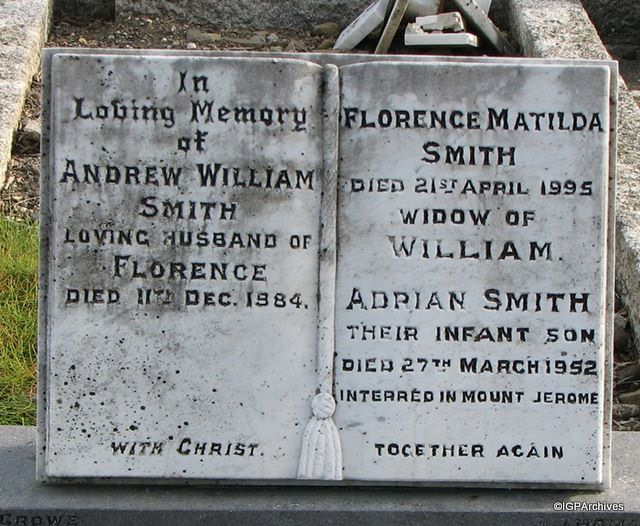 In
Loving Memory
of
ANDREW WILLIAM
SMITH
LOVING HUSBAND OF
FLORENCE
DIED 11TH DEC. 1984.
WITH CHRIST.
FLORENCE MATILDA
SMITH
DIED 21ST APRIL 1995
WIDOW OF
WILLIAM.
ADRIAN SMITH
THEIR INFANT SON
DIED 27TH MARCH 1952
INTERRED IN MOUNT JEROME
TOGETHER AGAIN
CROWE
©IGPArchives